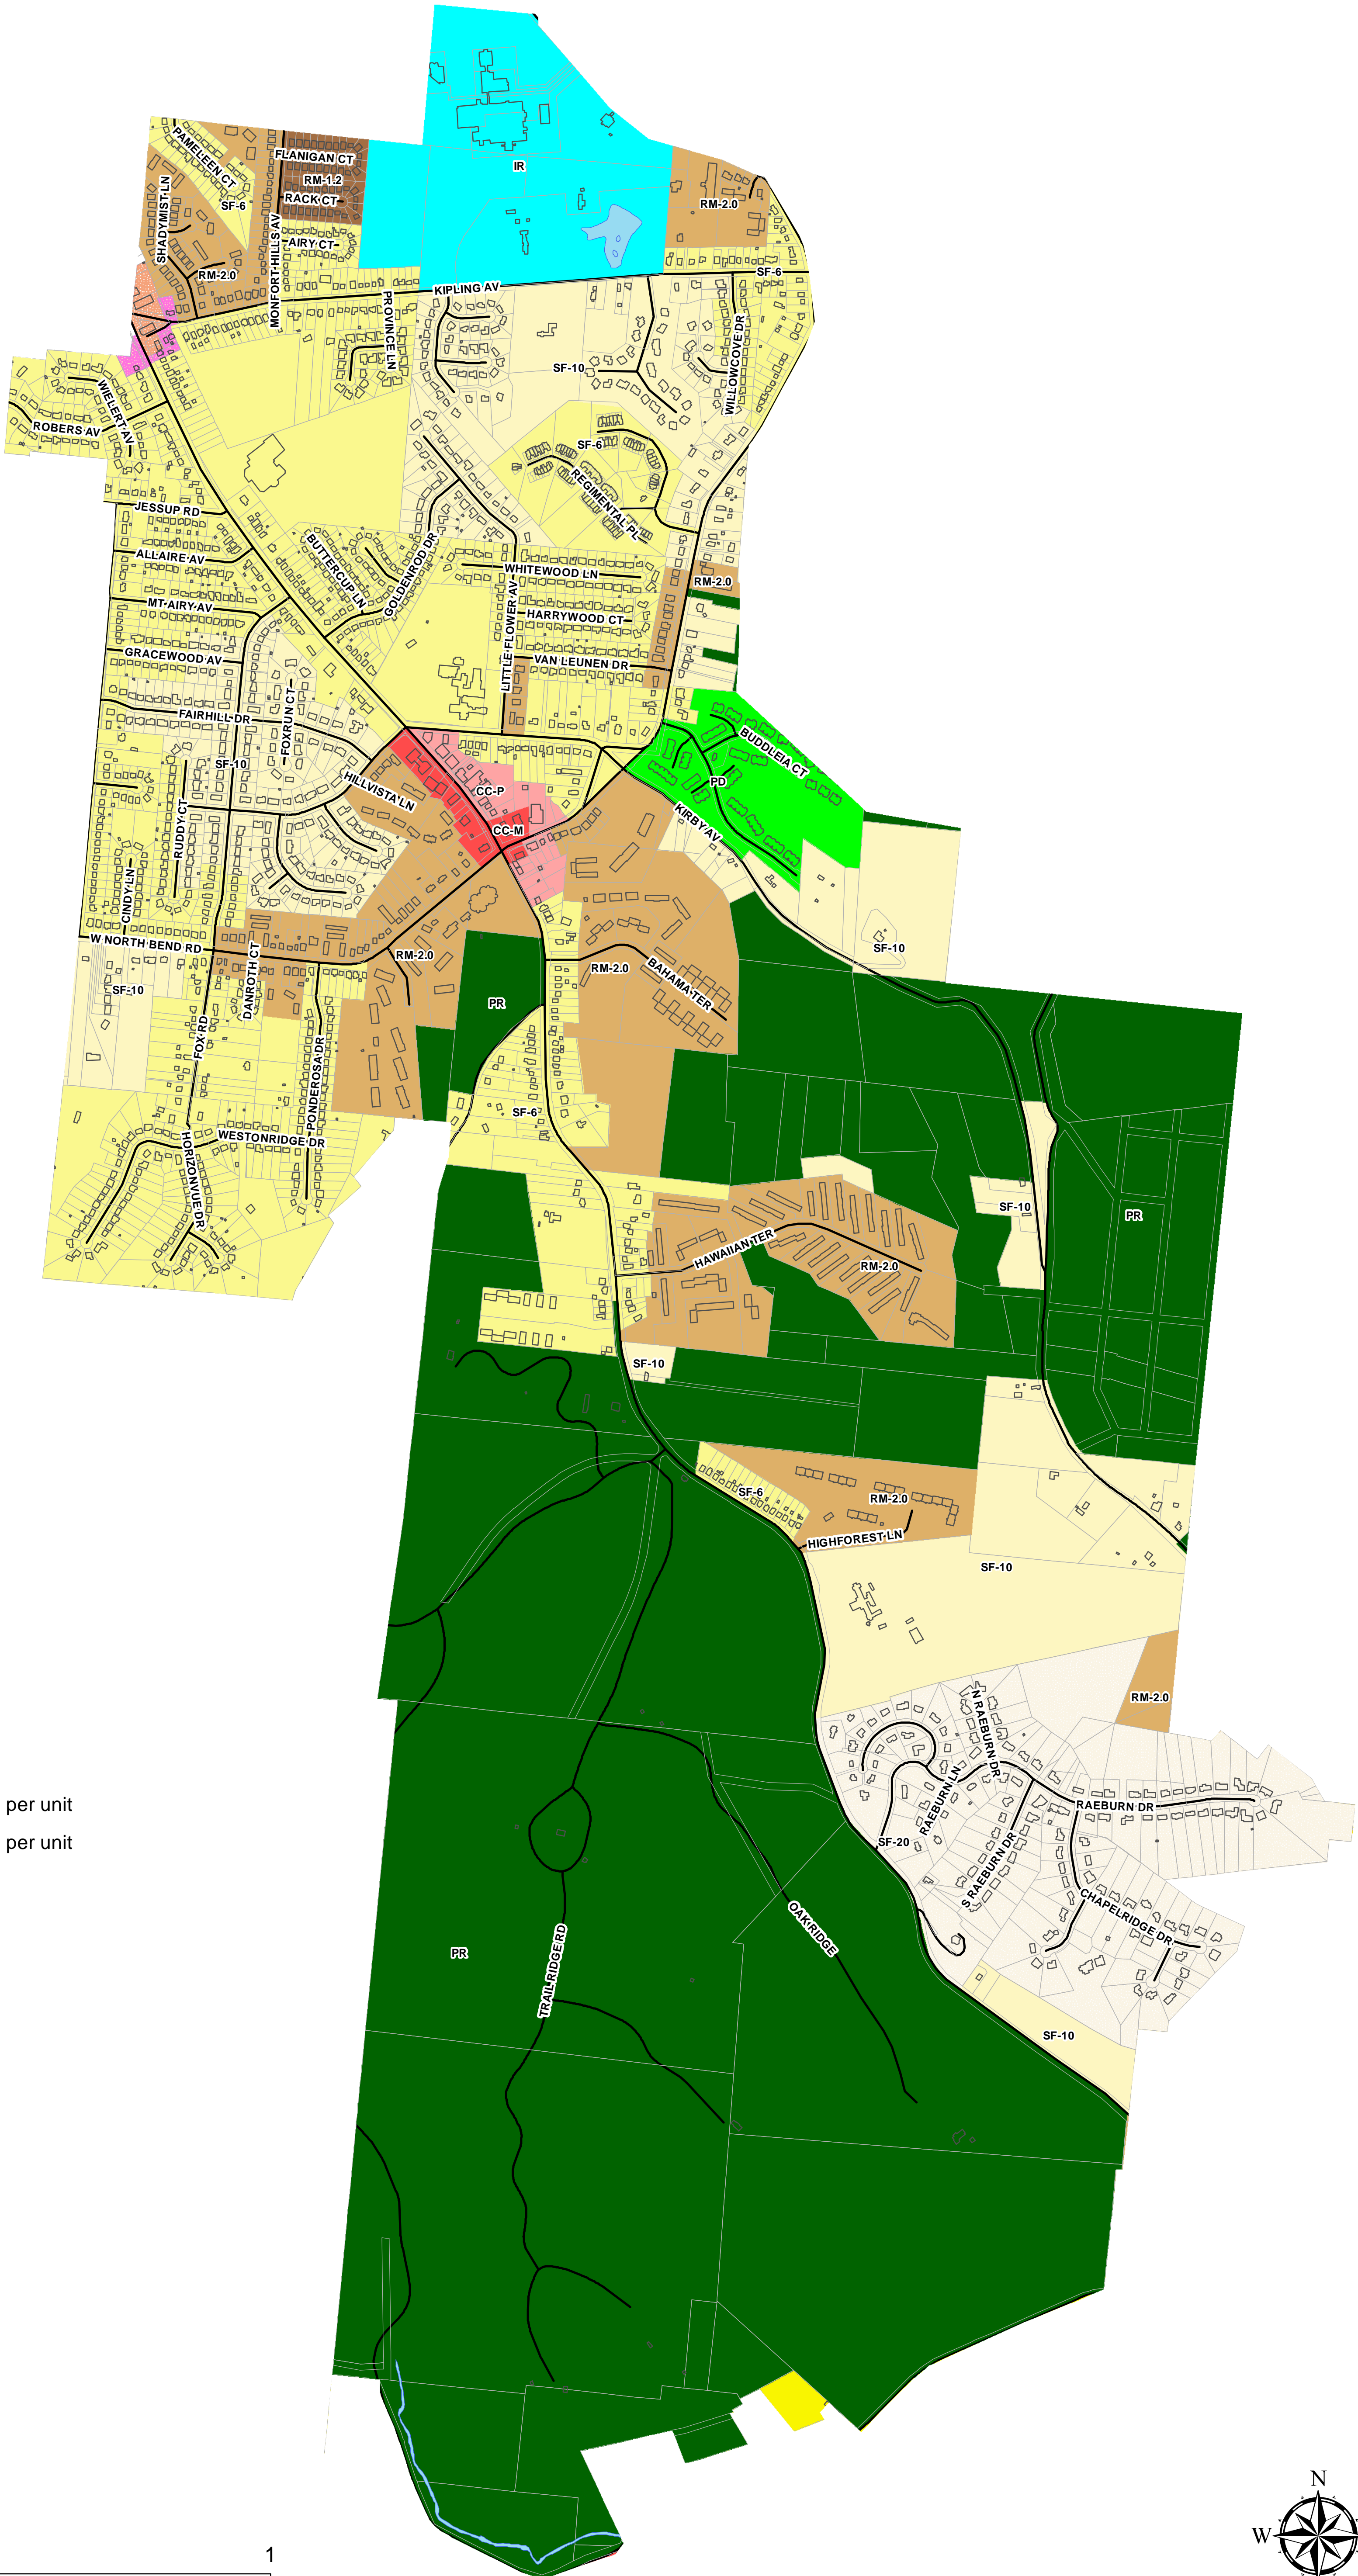 PAMELEEN CT
FLANIGAN CT
RM-1.2
RACK CT
SF-6
SHADYMIST LN
MONFORT HILLS AV
AIRY CT
RM-2.0
IR
RM-2.0
SF-6
KIPLING AV
PROVINCE LN
SF-10
WILLOWCOVE DR
WIELERT AV
ROBERS AV
SF-6
REGIMENTAL PL
JESSUP RD
BUTTERCUP LN
GOLDENROD DR
ALLAIRE AV
WHITEWOOD LN
RM-2.0
MT AIRY AV
LITTLE FLOWER AV
HARRYWOOD CT
GRACEWOOD AV
VAN LEUNEN DR
FAIRHILL DR
FOXRUN CT
BUDDLEIA CT
SF-10
HILLVISTA LN
CC-P
PD
CC-M
KIRBY AV
RUDDY CT
CINDY LN
W NORTH BEND RD
DANROTH CT
RM-2.0
RM-2.0
BAHAMA TER
SF-10
SF-10
PR
FOX RD
PONDEROSA DR
SF-6
WESTONRIDGE DR
HORIZONVUE DR
SF-10
PR
HAWAIIAN TER
RM-2.0
SF-10
SF-6
RM-2.0
HIGHFOREST LN
SF-10
RM-2.0
N RAEBURN DR
RAEBURN LN
RAEBURN DR
S RAEBURN DR
SF-20
CHAPELRIDGE DR
per unit
per unit
OAKRIDGE
PR
TRAIL RIDGE RD
SF-10
N
W
1